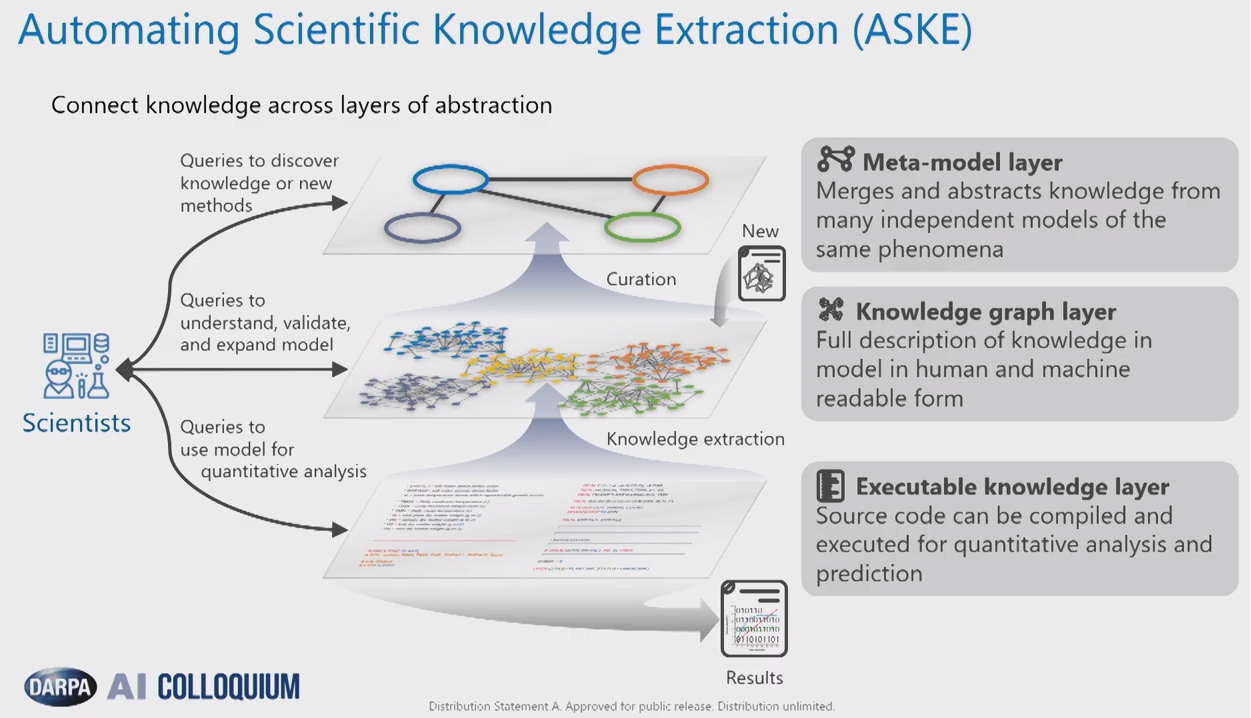 Automating Scientific Knowledge Extraction (ASKE)
Connect knowledge across layers of abstraction
Queries to discover
knowledge or new
methods
Queries to
understand, validate,
and expand model
Scientists
Queries to
use model for
quantitative analysis
New
Curation
Knowledge extraction
Results
Meta-model layer
Merges and abstracts knowledge from
many independent models of the
same phenomena
Knowledge graph layer
Full description of knowledge in
model in human and machine
readable form
Executable knowledge layer
Source code can be compiled and
executed for quantitative analysis and
prediction
DARPA AI COLLOQUIUM
Distribution Statement A. Approved for public release. Distribution unlimited.